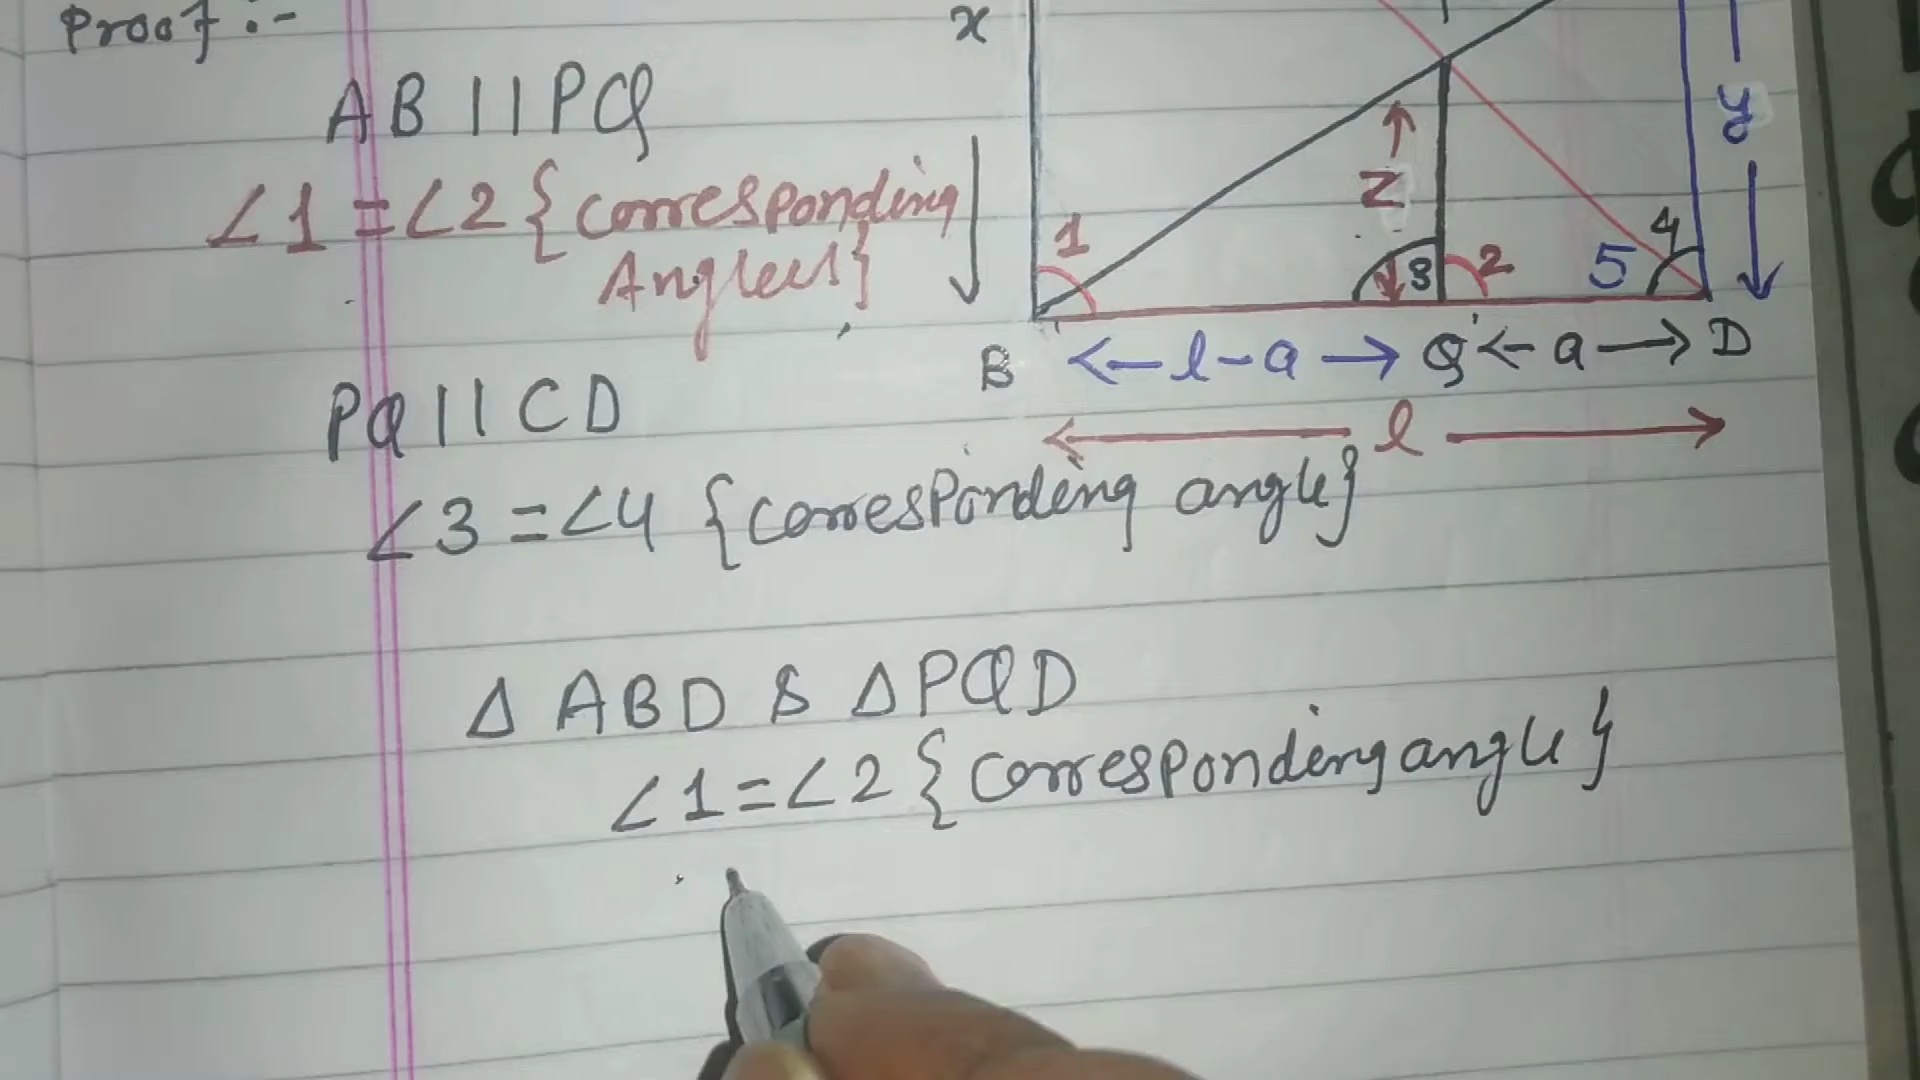 Proof :-
AB || PQ
∠1 = ∠2 {Corresponding
Angles}
PQ || CD
∠3 = ∠4 {Corresponding angle}
Δ ABD & Δ PQD
∠1 = ∠2 {Corresponding angle}
x
y
z
1
3
2
5
4
B
l-a
Q
a
D
l